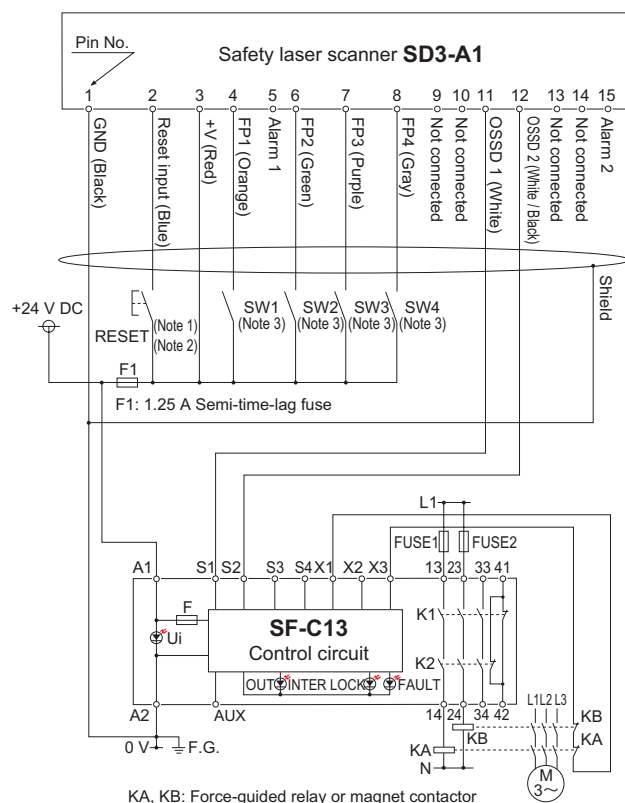 Pin No.
Safety laser scanner SD3-A1
1 2 3 4 5 6 7 8 9 10 11 12 13 14 15
GND (Black)
Reset input (Blue)
+V (Red)
FP1 (Orange)
Alarm 1
FP2 (Green)
FP3 (Purple)
FP4 (Gray)
Not connected
Not connected
OSSD 1 (White)
OSSD 2 (White / Black)
Not connected
Not connected
Alarm 2
Shield
+24 V DC
RESET
(Note 1)
(Note 2)
SW1
(Note 3)
SW2
(Note 3)
SW3
(Note 3)
SW4
(Note 3)
F1
F1: 1.25 A Semi-time-lag fuse
L1
FUSE1
FUSE2
A1 S1 S2 S3 S4 X1 X2 X3 13 23 33 41
F
Ui
SF-C13
Control circuit
K1
K2
OUT
INTER LOCK
FAULT
A2 AUX 14 24 34 42
L1 L2 L3
KB
KA
KB
KA
0 V
F.G.
N
M
3~
KA, KB: Force-guided relay or magnet contactor